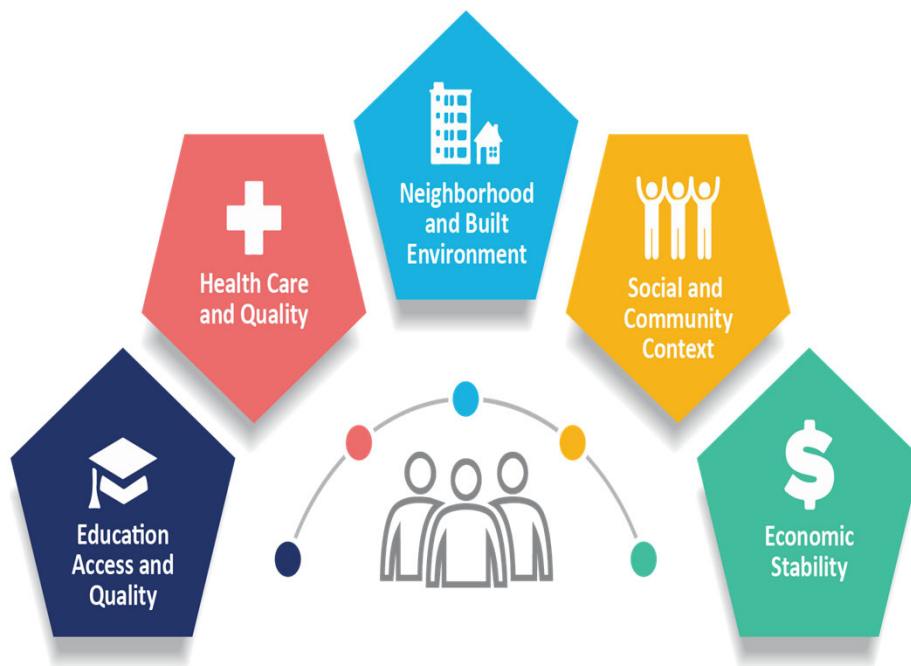 Education
Access and
Quality
Health Care
and Quality
Neighborhood
and Built
Environment
Social and
Community
Context
$
Economic
Stability